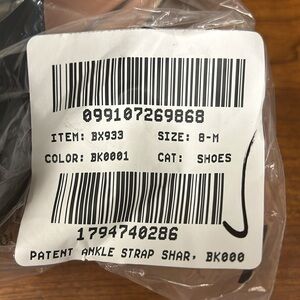 099107269868
ITEM: BX933 SIZE: 8-M
COLOR: BK0001 CAT: SHOES
1794740286
PATENT ANKLE STRAP SHAR, BK000